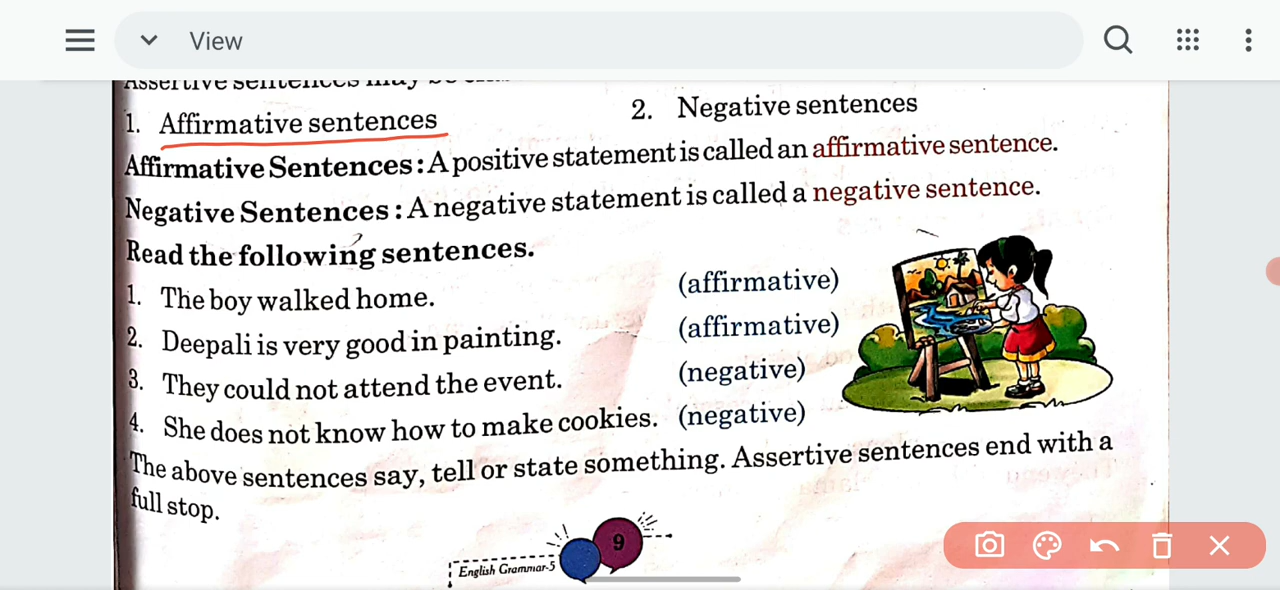 View
Assertive sentences may be
1. Affirmative sentences 2. Negative sentences
Affirmative Sentences : A positive statement is called an affirmative sentence.
Negative Sentences : A negative statement is called a negative sentence.
Read the following sentences.
1. The boy walked home. (affirmative)
2. Deepali is very good in painting. (affirmative)
3. They could not attend the event. (negative)
4. She does not know how to make cookies. (negative)
The above sentences say, tell or state something. Assertive sentences end with a
full stop.
9
English Grammar-5